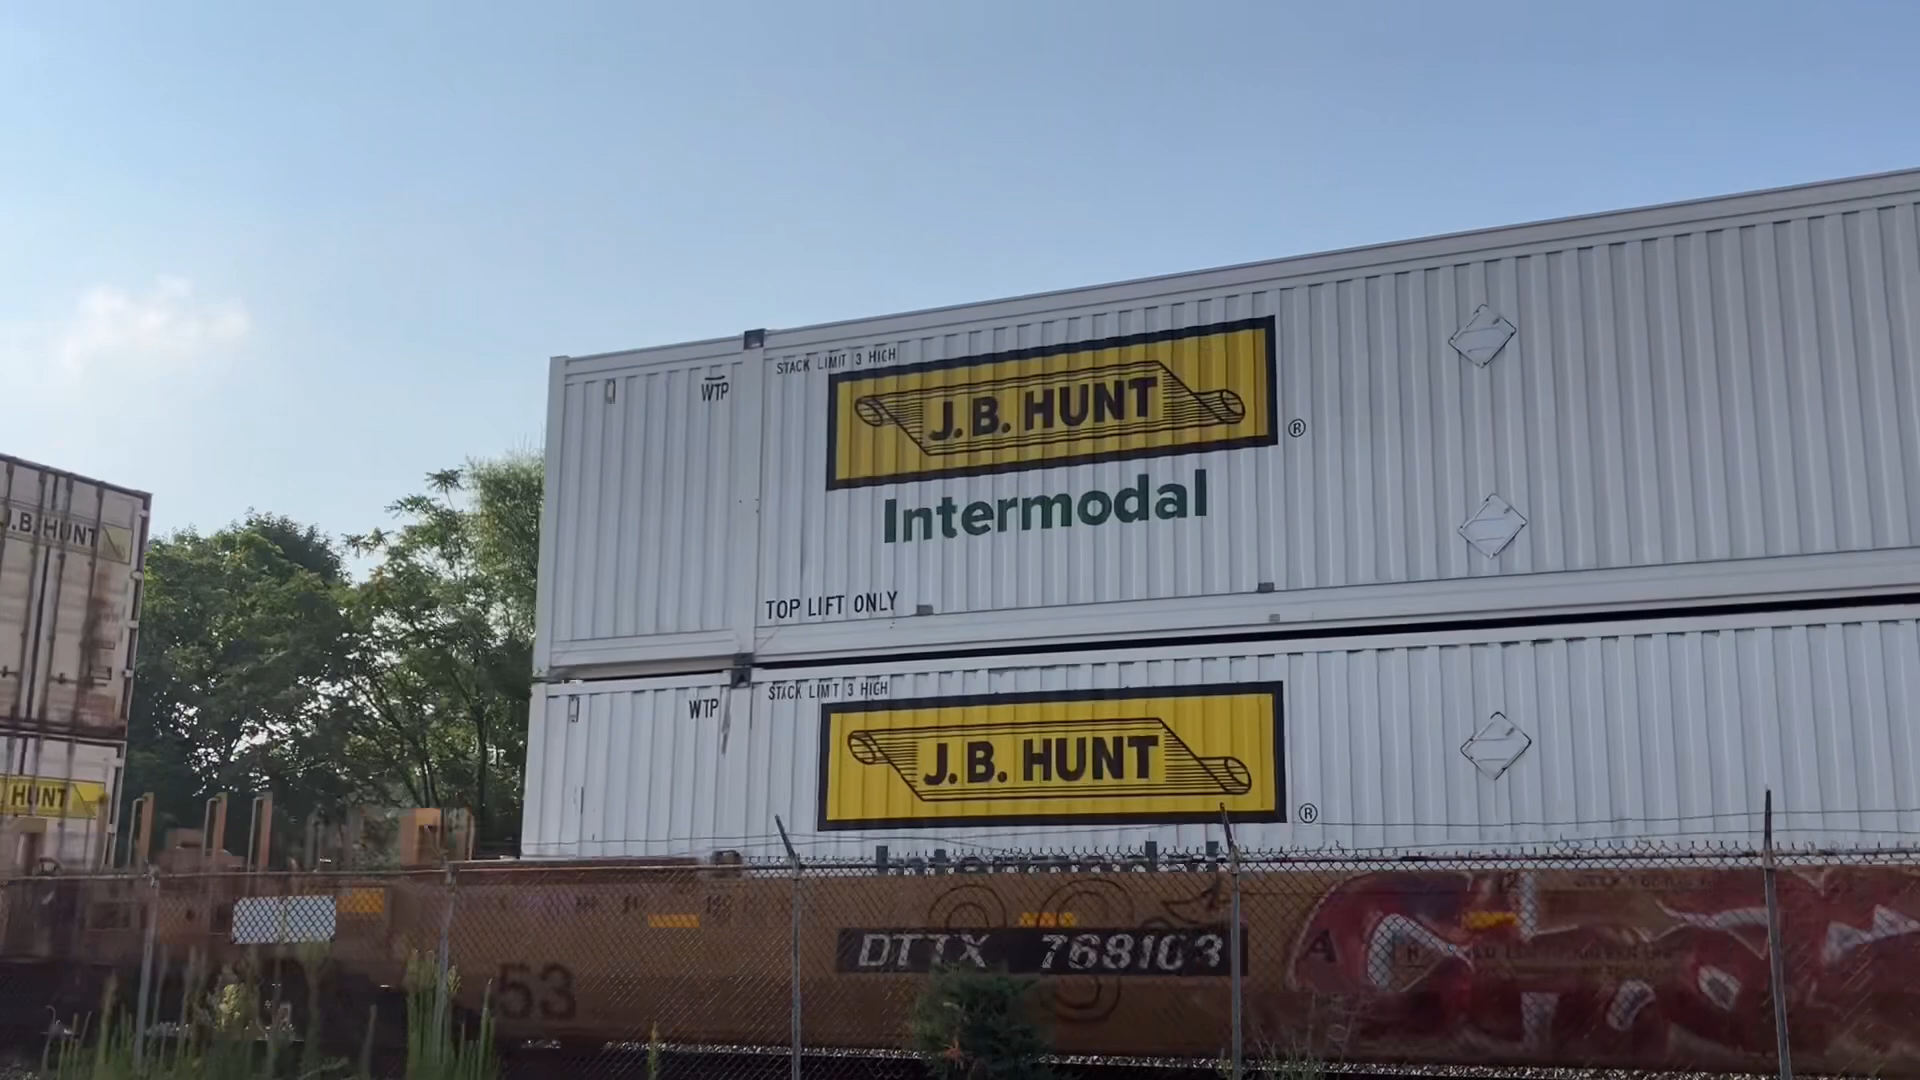 J.B. HUNT
HUNT
STACK LIMIT 3 HIGH
WTP
J.B. HUNT
®
Intermodal
TOP LIFT ONLY
STACK LIMIT 3 HIGH
WTP
J.B. HUNT
®
Intermodal
DTTX 768103
53